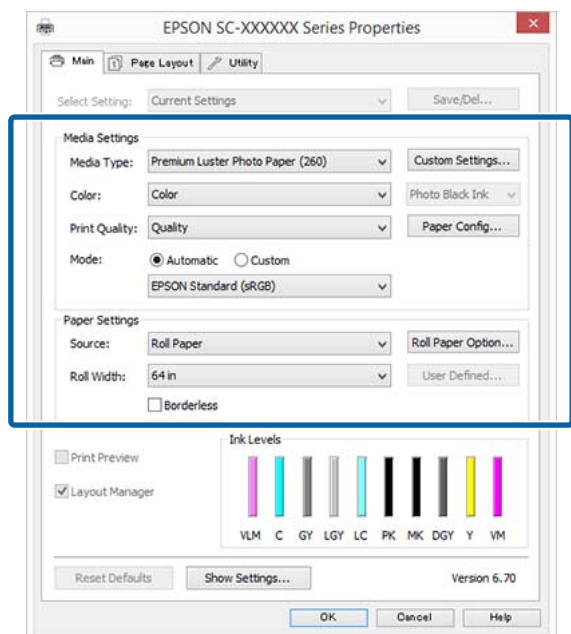 EPSON SC-XXXXXX Series Properties
Main Page Layout Utility
Select Setting: Current Settings Save/Del...
Media Settings
Media Type: Premium Luster Photo Paper (260) Custom Settings...
Color: Color Photo Black Ink
Print Quality: Quality Paper Config...
Mode: Automatic Custom
EPSON Standard (sRGB)
Paper Settings
Source: Roll Paper Roll Paper Option...
Roll Width: 64 in User Defined...
Borderless
Print Preview
Layout Manager
Ink Levels
VLM C GY LGY LC PK MK DGY Y VM
Reset Defaults Show Settings... Version 6.70
OK Cancel Help